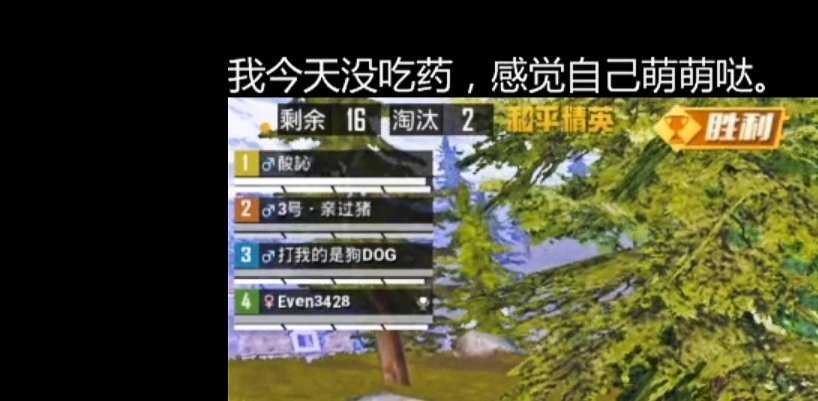 我今天没吃药，感觉自己萌萌哒。
剩余 16 淘汰 2 和平精英 胜利
1 ♂酸訫
2 ♂3号·亲过猪
3 ♂打我的是狗DOG
4 ♀Even3428